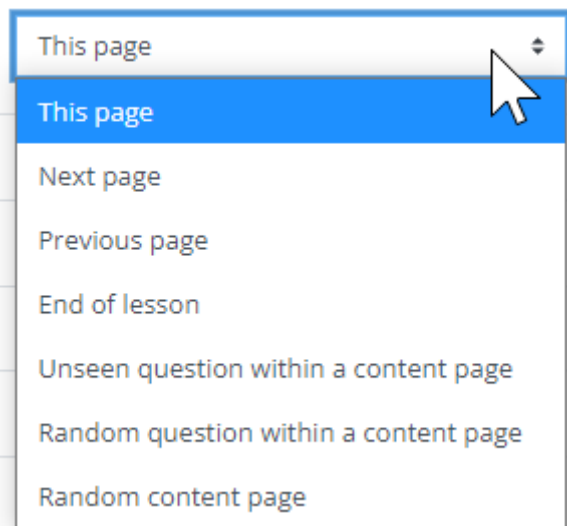 This page
This page
Next page
Previous page
End of lesson
Unseen question within a content page
Random question within a content page
Random content page